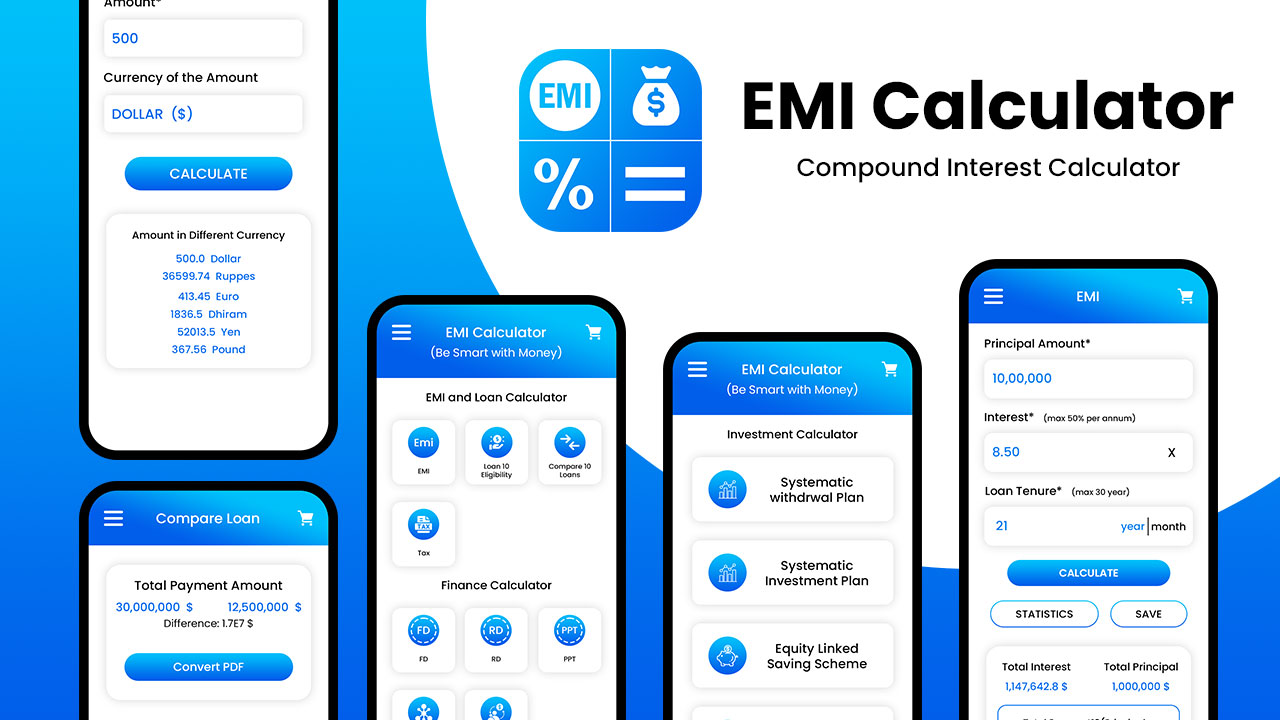 Amount*
500
Currency of the Amount
DOLLAR ($)
CALCULATE
Amount in Different Currency
500.0 Dollar
36599.74 Ruppes
413.45 Euro
1836.5 Dhiram
52013.5 Yen
367.56 Pound
Compare Loan
Total Payment Amount
30,000,000 $ 12,500,000 $
Difference: 1.7E7 $
Convert PDF
EMI
$
%
=
EMI Calculator
Compound Interest Calculator
EMI Calculator
(Be Smart with Money)
EMI and Loan Calculator
Emi
EMI
Loan 10
Eligibility
Compare 10
Loans
TAX
Tax
Finance Calculator
FD RD PPT
FD RD PPT
EMI Calculator
(Be Smart with Money)
Investment Calculator
Systematic
withdrwal Plan
Systematic
Investment Plan
Equity Linked
Saving Scheme
EMI
Principal Amount*
10,00,000
Interest* (max 50% per annum)
8.50 X
Loan Tenure* (max 30 year)
21 year|month
CALCULATE
STATISTICS SAVE
Total Interest Total Principal
1,147,642.8 $ 1,000,000 $